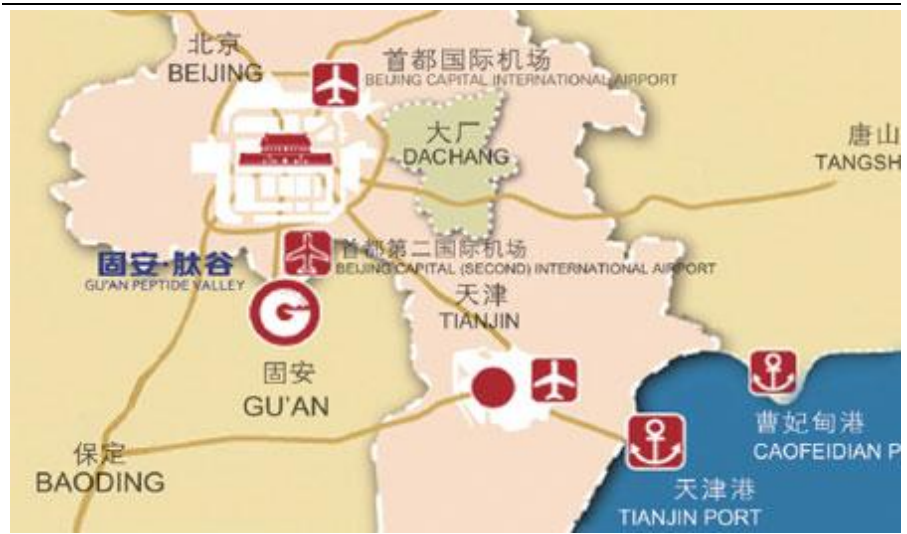 北京
BEIJING
首都国际机场
BEIJING CAPITAL INTERNATIONAL AIRPORT
大厂
DACHANG
唐山
TANGSH
首都第二国际机场
BEIJING CAPITAL (SECOND) INTERNATIONAL AIRPORT
固安·肽谷
GU'AN PEPTIDE VALLEY
天津
TIANJIN
固安
GU'AN
曹妃甸港
CAOFEIDIAN P
保定
BAODING
天津港
TIANJIN PORT